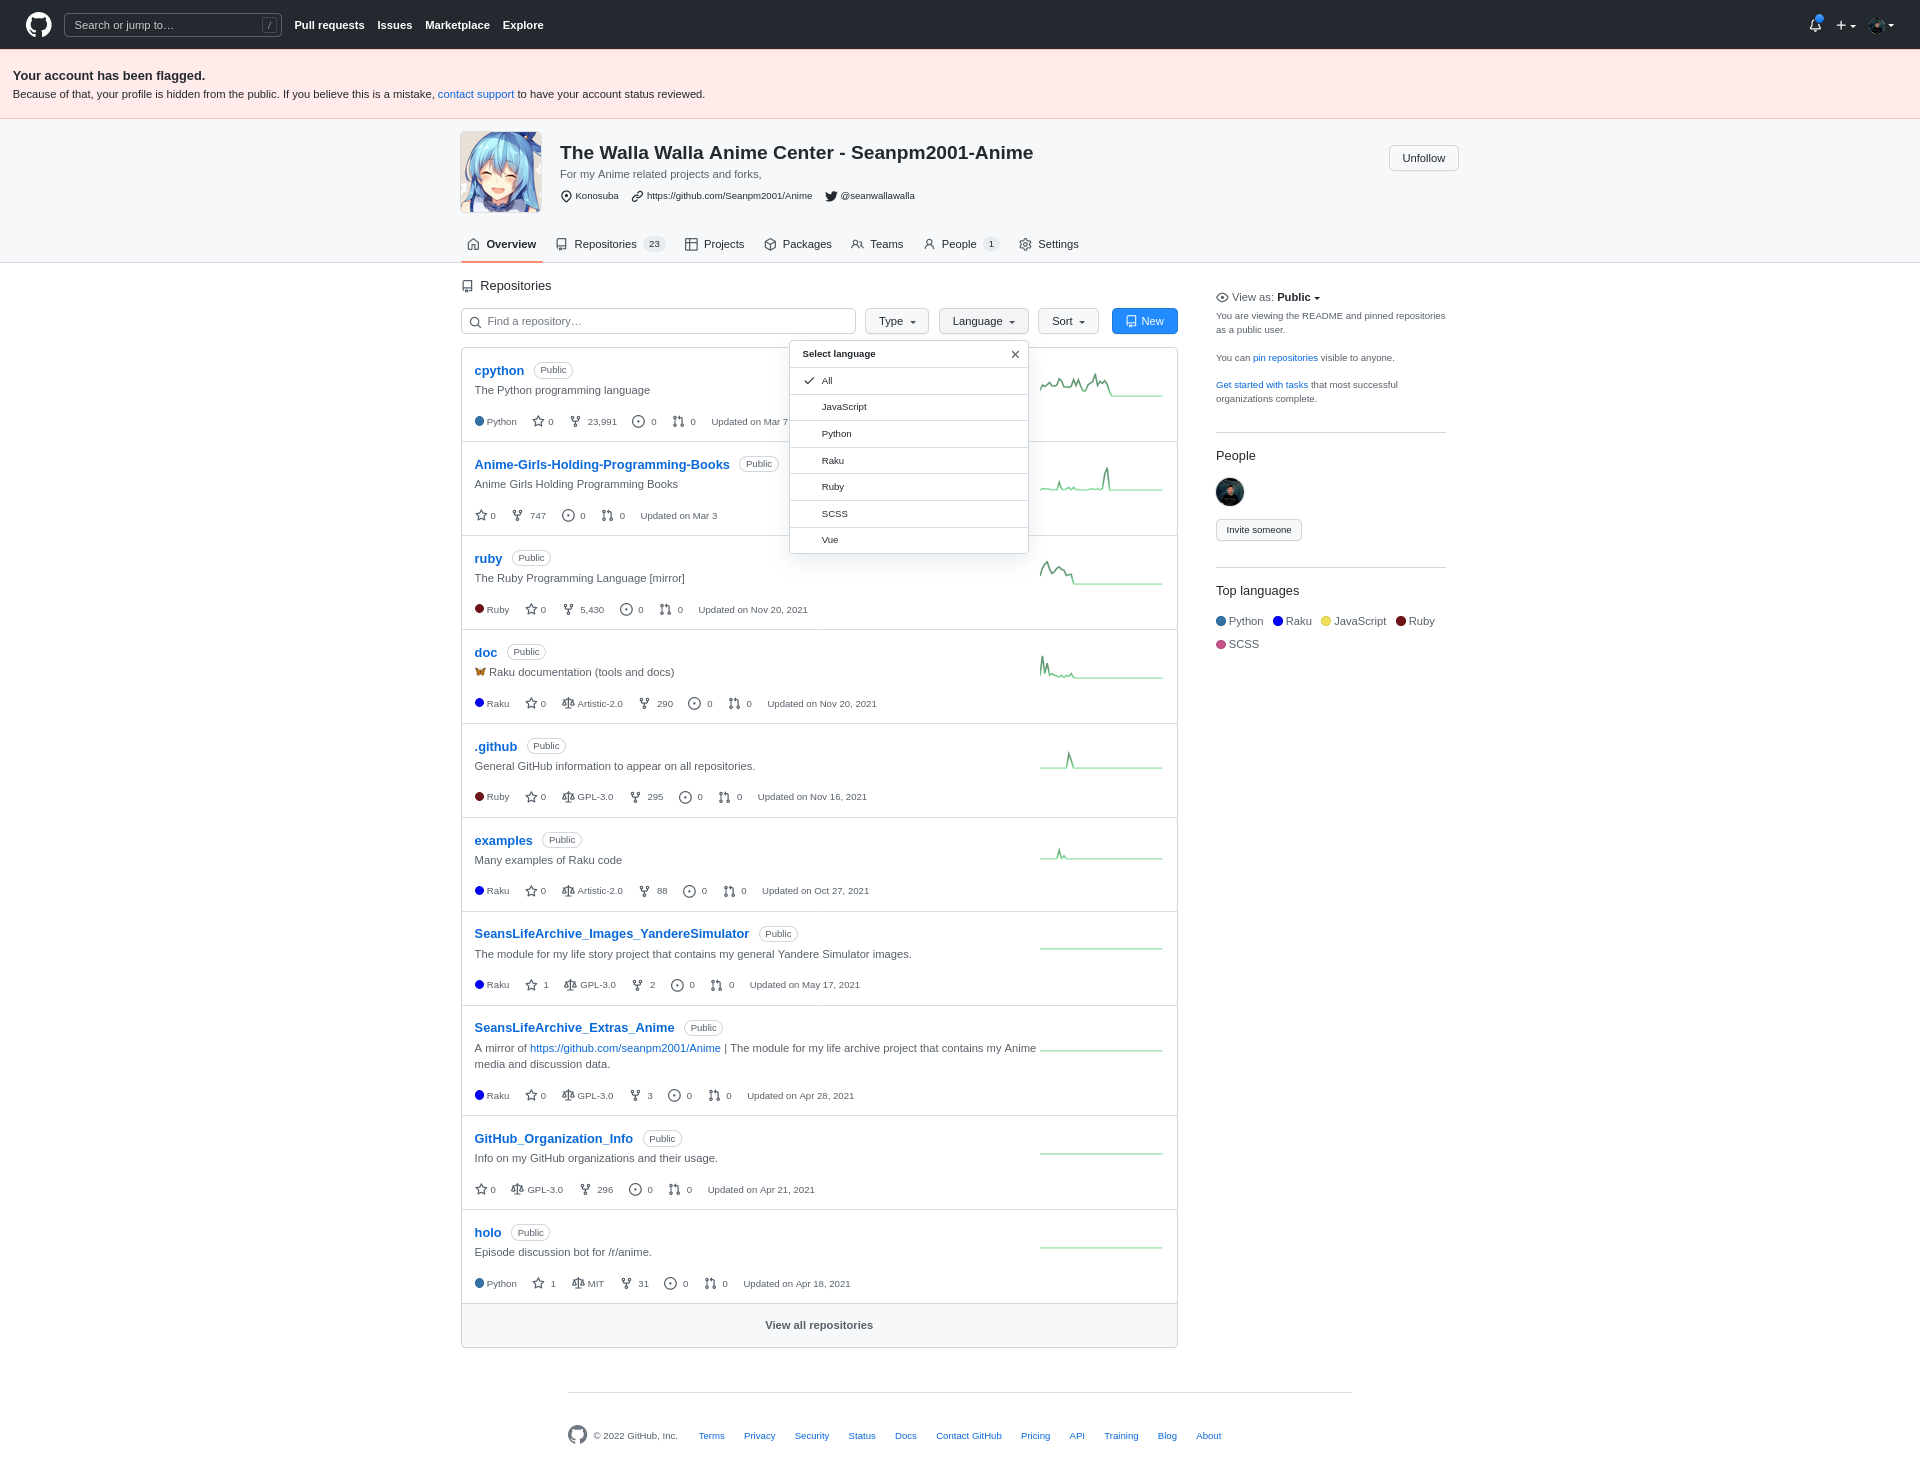 Search or jump to…
/
Pull requests
Issues
Marketplace
Explore
Your account has been flagged.
Because of that, your profile is hidden from the public. If you believe this is a mistake, contact support to have your account status reviewed.
The Walla Walla Anime Center - Seanpm2001-Anime
For my Anime related projects and forks,
Konosuba
https://github.com/Seanpm2001/Anime
@seanwallawalla
Unfollow
Overview
Repositories 23
Projects
Packages
Teams
People 1
Settings
Repositories
Find a repository…
Type
Language
Sort
New
Select language
All
JavaScript
Python
Raku
Ruby
SCSS
Vue
cpython Public
The Python programming language
Python 0 23,991 0 0 Updated on Mar 7
Anime-Girls-Holding-Programming-Books Public
Anime Girls Holding Programming Books
0 747 0 0 Updated on Mar 3
ruby Public
The Ruby Programming Language [mirror]
Ruby 0 5,430 0 0 Updated on Nov 20, 2021
doc Public
🦋 Raku documentation (tools and docs)
Raku 0 Artistic-2.0 290 0 0 Updated on Nov 20, 2021
.github Public
General GitHub information to appear on all repositories.
Ruby 0 GPL-3.0 295 0 0 Updated on Nov 16, 2021
examples Public
Many examples of Raku code
Raku 0 Artistic-2.0 88 0 0 Updated on Oct 27, 2021
SeansLifeArchive_Images_YandereSimulator Public
The module for my life story project that contains my general Yandere Simulator images.
Raku 1 GPL-3.0 2 0 0 Updated on May 17, 2021
SeansLifeArchive_Extras_Anime Public
A mirror of https://github.com/seanpm2001/Anime | The module for my life archive project that contains my Anime
media and discussion data.
Raku 0 GPL-3.0 3 0 0 Updated on Apr 28, 2021
GitHub_Organization_Info Public
Info on my GitHub organizations and their usage.
0 GPL-3.0 296 0 0 Updated on Apr 21, 2021
holo Public
Episode discussion bot for /r/anime.
Python 1 MIT 31 0 0 Updated on Apr 18, 2021
View all repositories
View as: Public
You are viewing the README and pinned repositories
as a public user.
You can pin repositories visible to anyone.
Get started with tasks that most successful
organizations complete.
People
Invite someone
Top languages
Python Raku JavaScript Ruby
SCSS
© 2022 GitHub, Inc.
Terms
Privacy
Security
Status
Docs
Contact GitHub
Pricing
API
Training
Blog
About